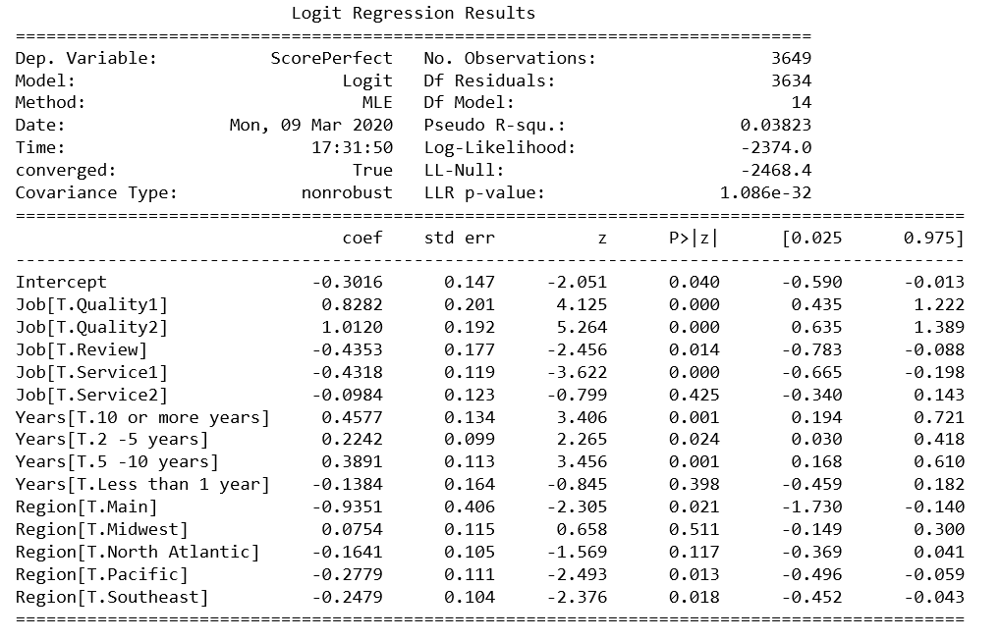 Logit Regression Results
==============================================================================
Dep. Variable: ScorePerfect No. Observations: 3649
Model: Logit Df Residuals: 3634
Method: MLE Df Model: 14
Date: Mon, 09 Mar 2020 Pseudo R-squ.: 0.03823
Time: 17:31:50 Log-Likelihood: -2374.0
converged: True LL-Null: -2468.4
Covariance Type: nonrobust LLR p-value: 1.086e-32
=============================================================================================
coef std err z P>|z| [0.025 0.975]
---------------------------------------------------------------------------------------------
Intercept -0.3016 0.147 -2.051 0.040 -0.590 -0.013
Job[T.Quality1] 0.8282 0.201 4.125 0.000 0.435 1.222
Job[T.Quality2] 1.0120 0.192 5.264 0.000 0.635 1.389
Job[T.Review] -0.4353 0.177 -2.456 0.014 -0.783 -0.088
Job[T.Service1] -0.4318 0.119 -3.622 0.000 -0.665 -0.198
Job[T.Service2] -0.0984 0.123 -0.799 0.425 -0.340 0.143
Years[T.10 or more years] 0.4577 0.134 3.406 0.001 0.194 0.721
Years[T.2 -5 years] 0.2242 0.099 2.265 0.024 0.030 0.418
Years[T.5 -10 years] 0.3891 0.113 3.456 0.001 0.168 0.610
Years[T.Less than 1 year] -0.1384 0.164 -0.845 0.398 -0.459 0.182
Region[T.Main] -0.9351 0.406 -2.305 0.021 -1.730 -0.140
Region[T.Midwest] 0.0754 0.115 0.658 0.511 -0.149 0.300
Region[T.North Atlantic] -0.1641 0.105 -1.569 0.117 -0.369 0.041
Region[T.Pacific] -0.2779 0.111 -2.493 0.013 -0.496 -0.059
Region[T.Southeast] -0.2479 0.104 -2.376 0.018 -0.452 -0.043
=============================================================================================